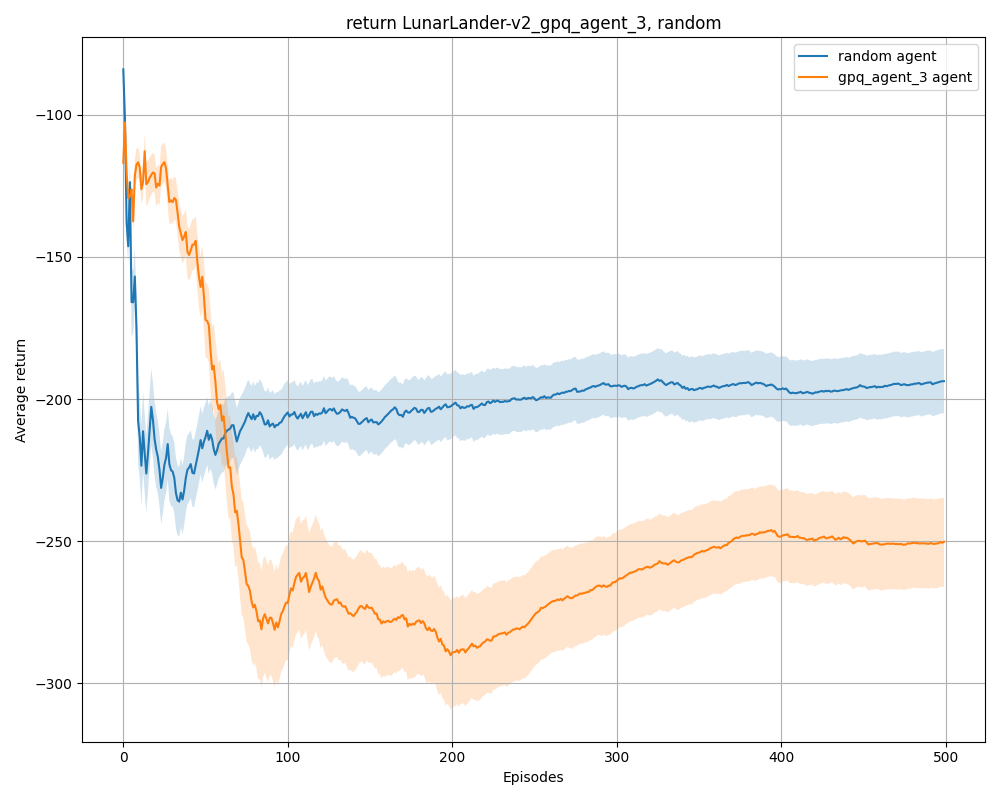 return LunarLander-v2_gpq_agent_3, random
random agent
gpq_agent_3 agent
Average return
−100
−150
−200
−250
−300
0
100
200
300
400
500
Episodes